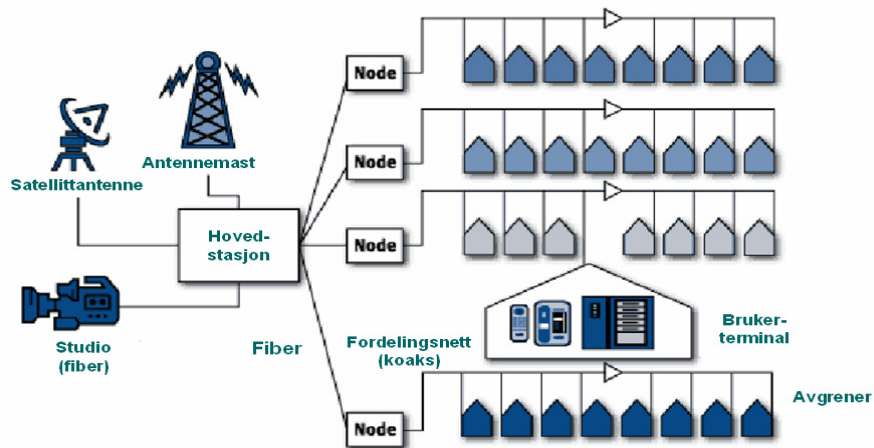 Node
Antennemast
Satellittantenne
Node
Hoved-
stasjon
Node
Studio
(fiber)
Fiber
Fordelingsnett
(koaks)
Bruker-
terminal
Avgrener
Node